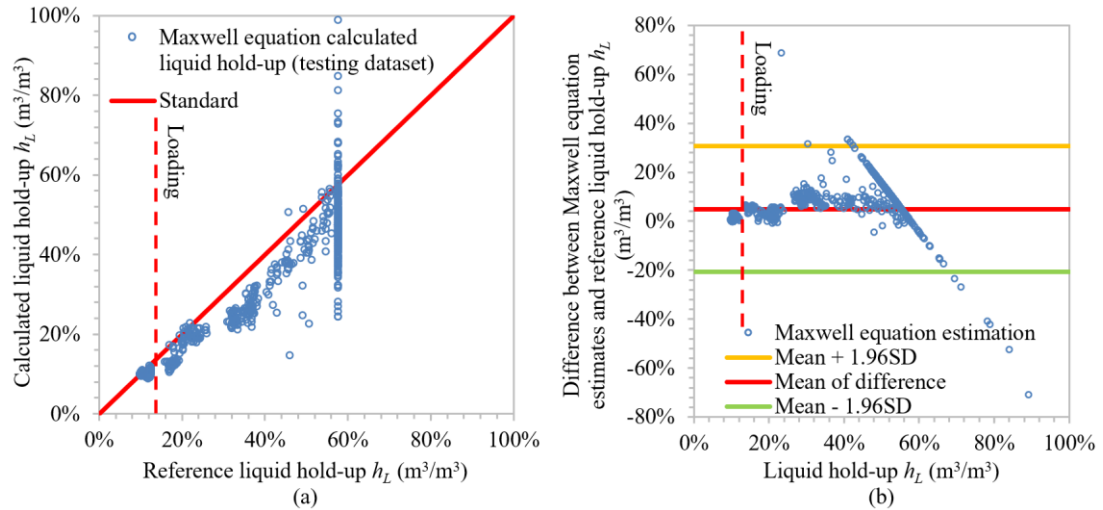 100%
80%
60%
40%
20%
0%
Calculated liquid hold-up hL (m³/m³)
Maxwell equation calculated
liquid hold-up (testing dataset)
Standard
Loading
0%
20%
40%
60%
80%
100%
Reference liquid hold-up hL (m³/m³)
(a)
80%
60%
40%
20%
0%
-20%
-40%
-60%
-80%
Difference between Maxwell equation
estimates and reference liquid hold-up hL
(m³/m³)
Loading
Maxwell equation estimation
Mean + 1.96SD
Mean of difference
Mean - 1.96SD
0%
20%
40%
60%
80%
100%
Liquid hold-up hL (m³/m³)
(b)